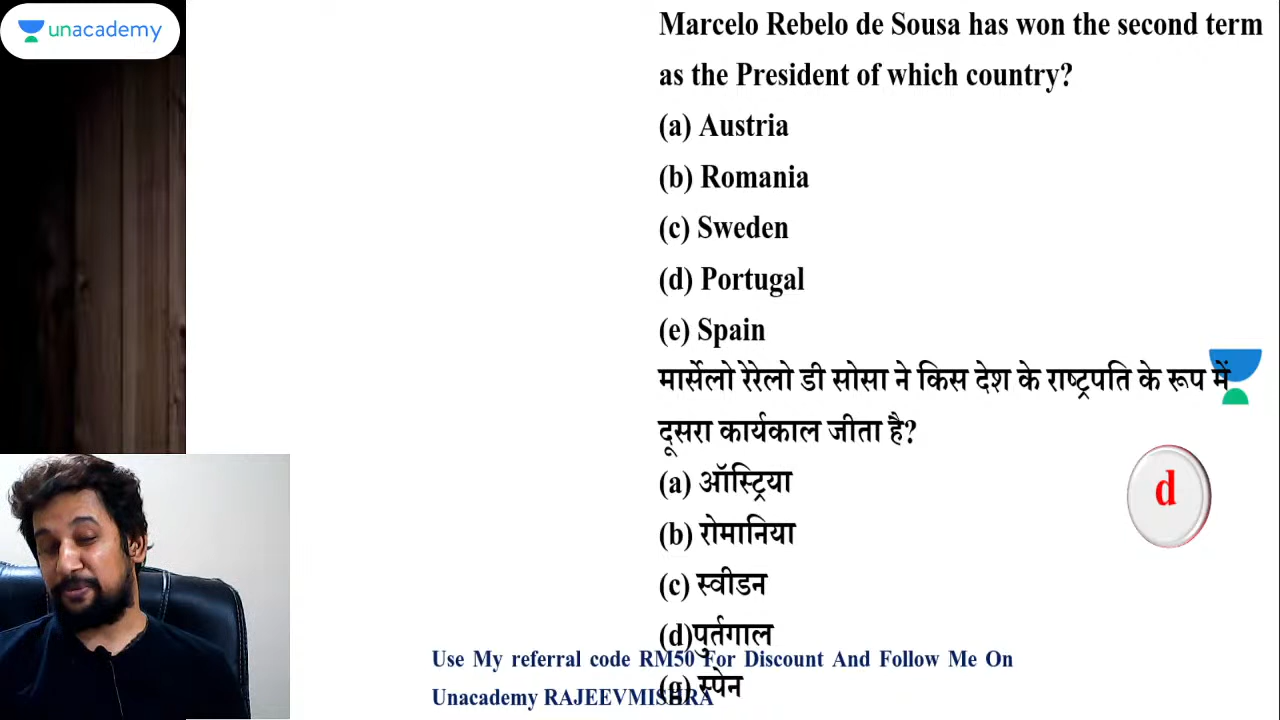 unacademy
Marcelo Rebelo de Sousa has won the second term
as the President of which country?
(a) Austria
(b) Romania
(c) Sweden
(d) Portugal
(e) Spain
मार्सेलो रेरेलो डी सोसा ने किस देश के राष्ट्रपति के रूप में
दूसरा कार्यकाल जीता है?
d
(a) ऑस्ट्रिया
(b) रोमानिया
(c) स्वीडन
(d)पुर्तगाल
(g) स्पेन
Use My referral code RM50 For Discount And Follow Me On
Unacademy RAJEEVMISHRA